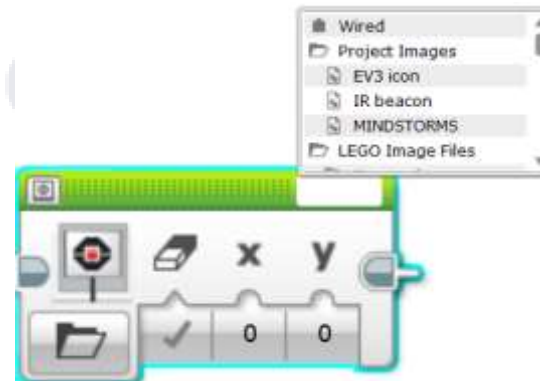 Wired
Project Images
EV3 icon
IR beacon
MINDSTORMS
LEGO Image Files
x y
0 0